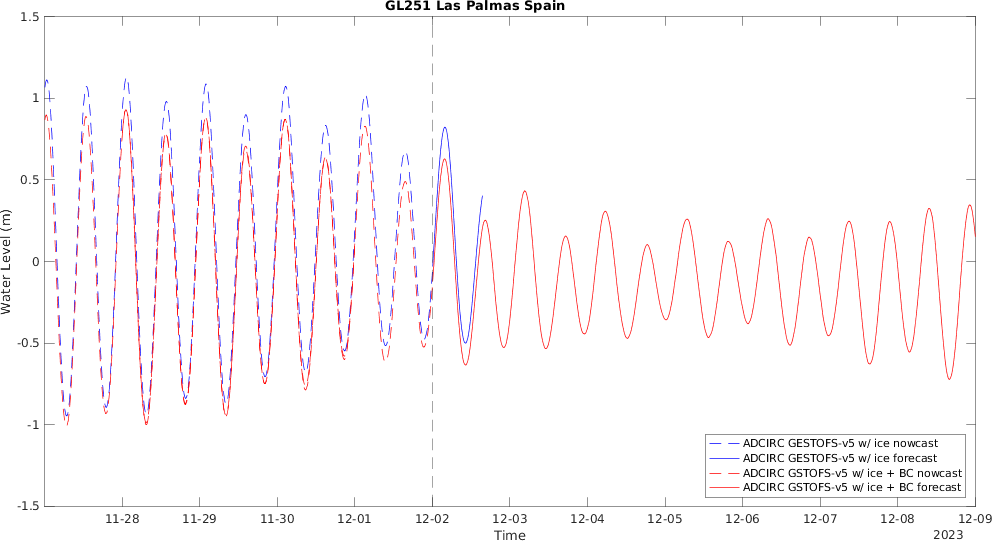 GL251 Las Palmas Spain
1.5
1
0.5
0
-0.5
-1
-1.5
Water Level (m)
11-28 11-29 11-30 12-01 12-02 12-03 12-04 12-05 12-06 12-07 12-08 12-09
Time
2023
ADCIRC GESTOFS-v5 w/ ice nowcast
ADCIRC GESTOFS-v5 w/ ice forecast
ADCIRC GSTOFS-v5 w/ ice + BC nowcast
ADCIRC GSTOFS-v5 w/ ice + BC forecast